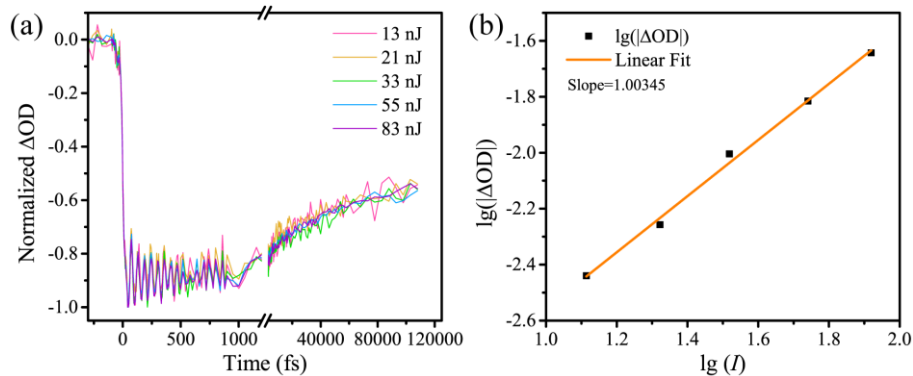 (a)
Normalized ΔOD
0.0
-0.2
-0.4
-0.6
-0.8
-1.0
13 nJ
21 nJ
33 nJ
55 nJ
83 nJ
0
500
1000
40000
80000
120000
Time (fs)
(b)
lg(|ΔOD|)
-1.6
-1.8
-2.0
-2.2
-2.4
-2.6
lg(|ΔOD|)
Linear Fit
Slope=1.00345
1.0
1.2
1.4
1.6
1.8
2.0
lg (I)